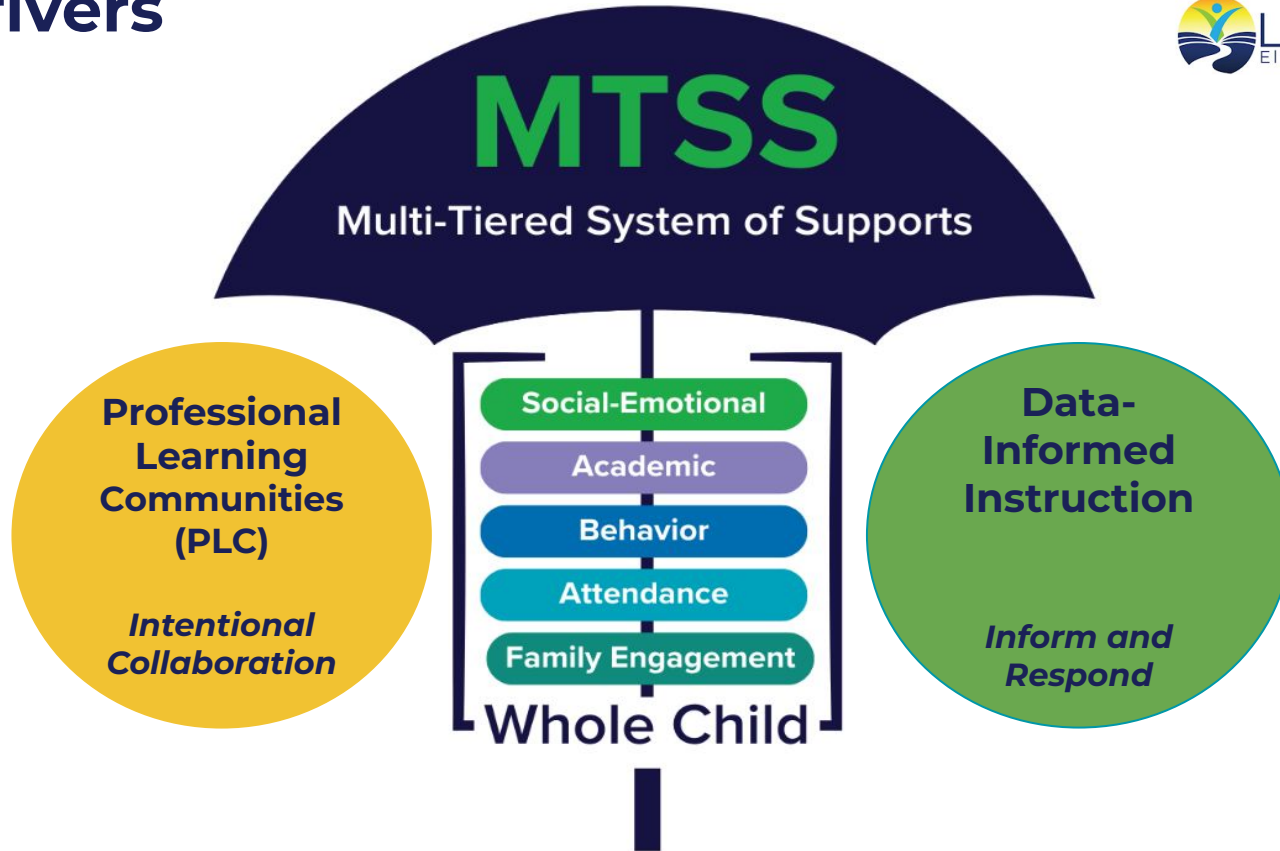 MTSS
Multi-Tiered System of Supports
Professional
Learning
Communities
(PLC)
Intentional
Collaboration
Social-Emotional
Academic
Behavior
Attendance
Family Engagement
Whole Child
Data-
Informed
Instruction
Inform and
Respond